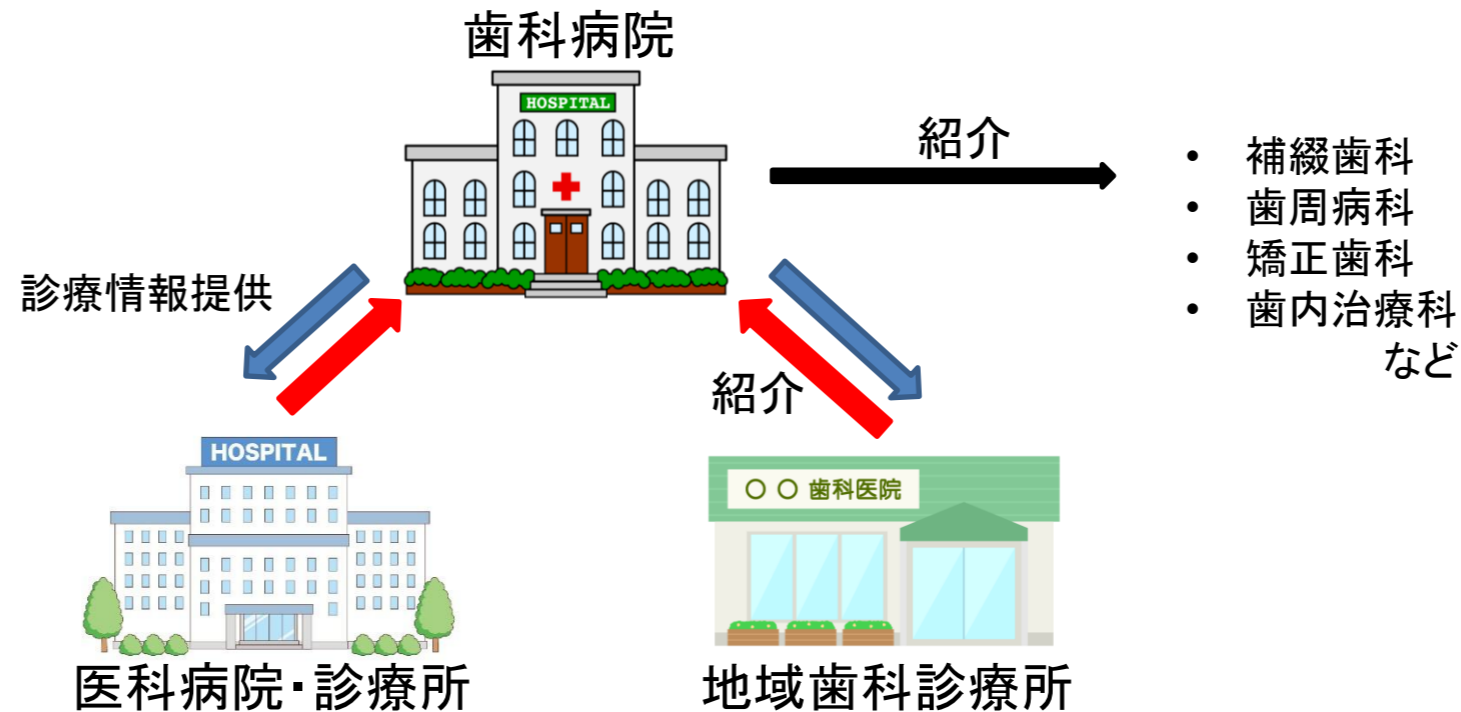 歯科病院
HOSPITAL
紹介
• 補綴歯科
• 歯周病科
• 矯正歯科
• 歯内治療科
など
診療情報提供
紹介
HOSPITAL
〇〇 歯科医院
医科病院・診療所
地域歯科診療所